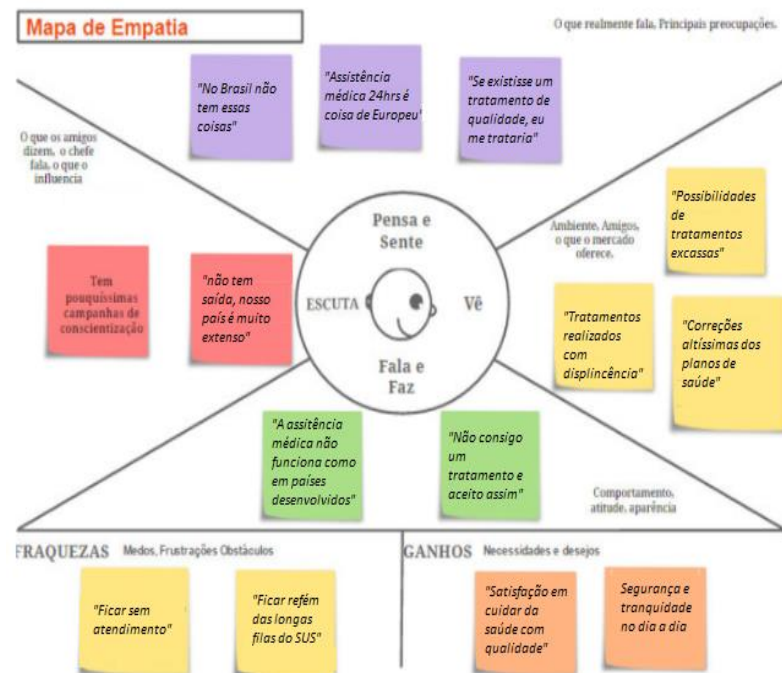 Mapa de Empatia
O que realmente fala, Principais preocupações.
"No Brasil não
tem essas
coisas"
"Assistência
médica 24hrs é
coisa de Europeu'
"Se existisse um
tratamento de
qualidade, eu
me trataria"
O que os amigos
dizem, o chefe
fala, o que o
influencia
Pensa e
Sente
Ambiente, Amigos,
o que o mercado
oferece.
"Possibilidades
de
tratamentos
excassas"
Tem
pouquíssimas
campanhas de
conscientização
"não tem
saída, nosso
país é muito
extenso"
ESCUTA
Vê
"Tratamentos
realizados
com
displincência"
"Correções
altíssimas dos
planos de
saúde"
Fala e
Faz
"A assitência
médica não
funciona como
em países
desenvolvidos"
"Não consigo
um
tratamento e
aceito assim"
Comportamento,
atitude, aparência
FRAQUEZAS Medos, Frustrações Obstáculos
GANHOS Necessidades e desejos
"Ficar sem
atendimento"
"Ficar refém
das longas
filas do SUS"
"Satisfação em
cuidar da
saúde com
qualidade"
Segurança e
tranquidade
no dia a dia